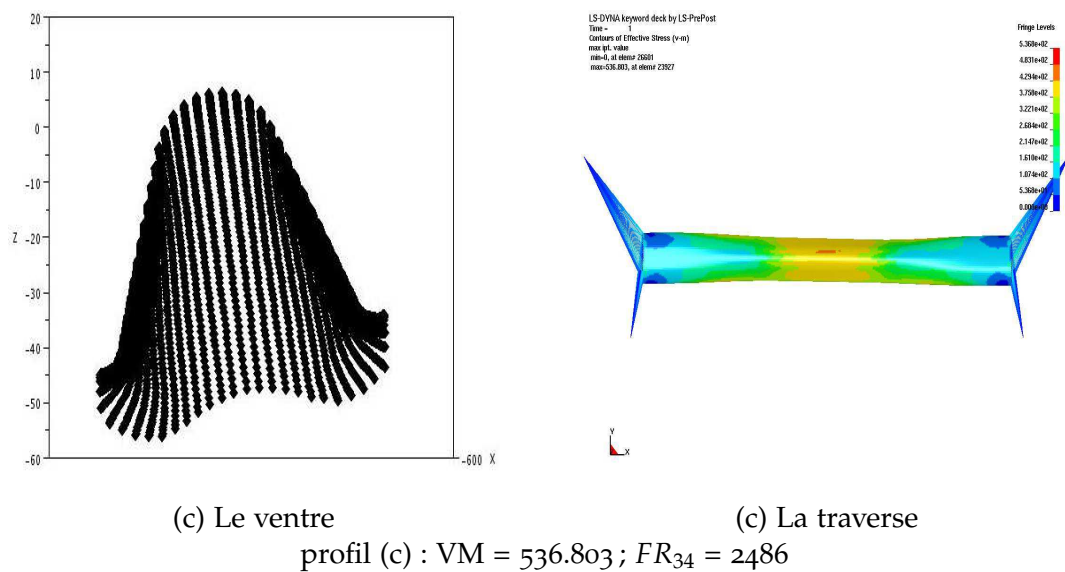 20
10
0
-10
Z
-20
-30
-40
-50
-60
-600 X
LS-DYNA keyword deck by LS-PrePost
Time = 1
Contours of Effective Stress (v-m)
max ipt. value
min=0, at elem# 26601
max=536.803, at elem# 23927
Fringe Levels
5.368e+02
4.831e+02
4.294e+02
3.758e+02
3.221e+02
2.684e+02
2.147e+02
1.610e+02
1.074e+02
Y
X
(c) Le ventre
(c) La traverse
profil (c) : VM = 536.803 ; FR34 = 2486